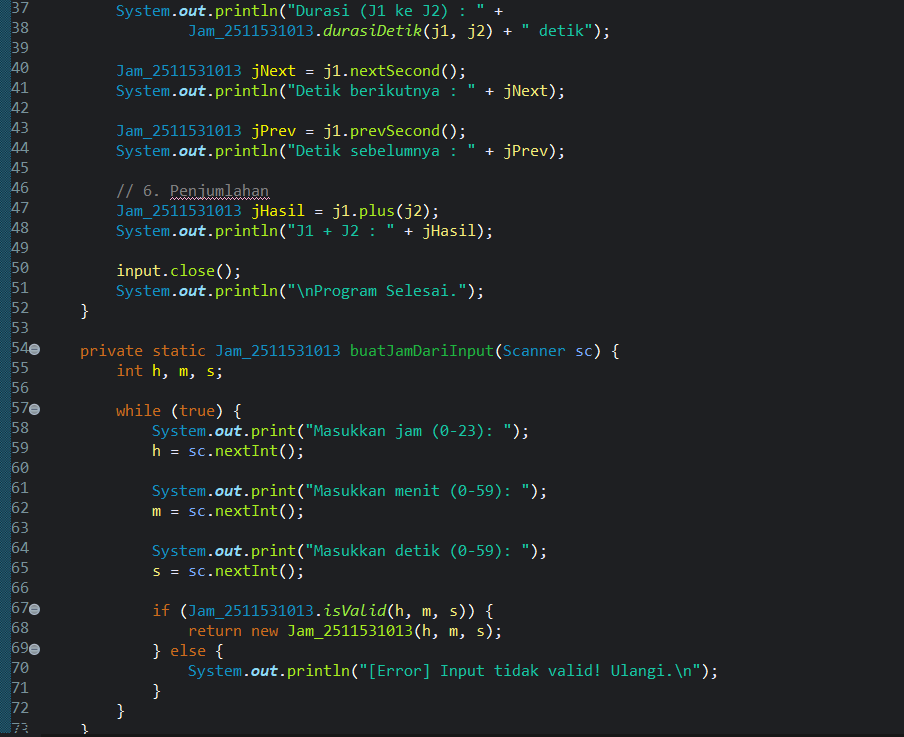 37 System.out.println("Durasi (J1 ke J2) : " +
38 Jam_2511531013.durasiDetik(j1, j2) + " detik");
39
40 Jam_2511531013 jNext = j1.nextSecond();
41 System.out.println("Detik berikutnya : " + jNext);
42
43 Jam_2511531013 jPrev = j1.prevSecond();
44 System.out.println("Detik sebelumnya : " + jPrev);
45
46 // 6. Penjumlahan
47 Jam_2511531013 jHasil = j1.plus(j2);
48 System.out.println("J1 + J2 : " + jHasil);
49
50 input.close();
51 System.out.println("\nProgram Selesai.");
52 }
53
54 private static Jam_2511531013 buatJamDariInput(Scanner sc) {
55 int h, m, s;
56
57 while (true) {
58 System.out.print("Masukkan jam (0-23): ");
59 h = sc.nextInt();
60
61 System.out.print("Masukkan menit (0-59): ");
62 m = sc.nextInt();
63
64 System.out.print("Masukkan detik (0-59): ");
65 s = sc.nextInt();
66
67 if (Jam_2511531013.isValid(h, m, s)) {
68 return new Jam_2511531013(h, m, s);
69 } else {
70 System.out.println("[Error] Input tidak valid! Ulangi.\n");
71 }
72 }
73 }